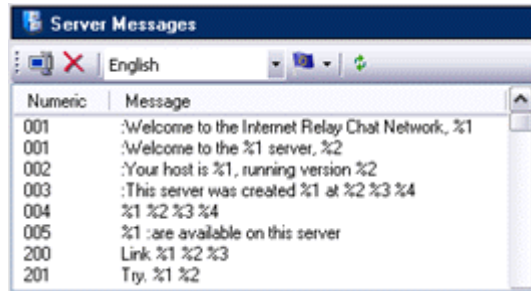 Server Messages
English
Numeric Message
001 :Welcome to the Internet Relay Chat Network, %1
001 :Welcome to the %1 server, %2
002 :Your host is %1, running version %2
003 :This server was created %1 at %2 %3 %4
004 %1 %2 %3 %4
005 %1 :are available on this server
200 Link %1 %2 %3
201 Try. %1 %2